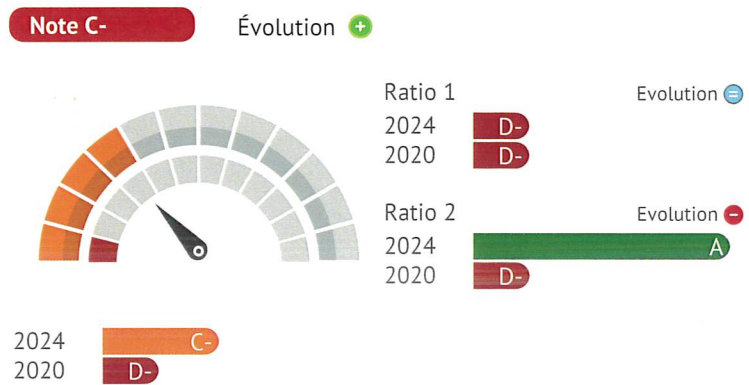 Note C-
Évolution +
Ratio 1
Evolution =
2024 D-
2020 D-
Ratio 2
Evolution -
2024 A
2020 D-
2024 C-
2020 D-